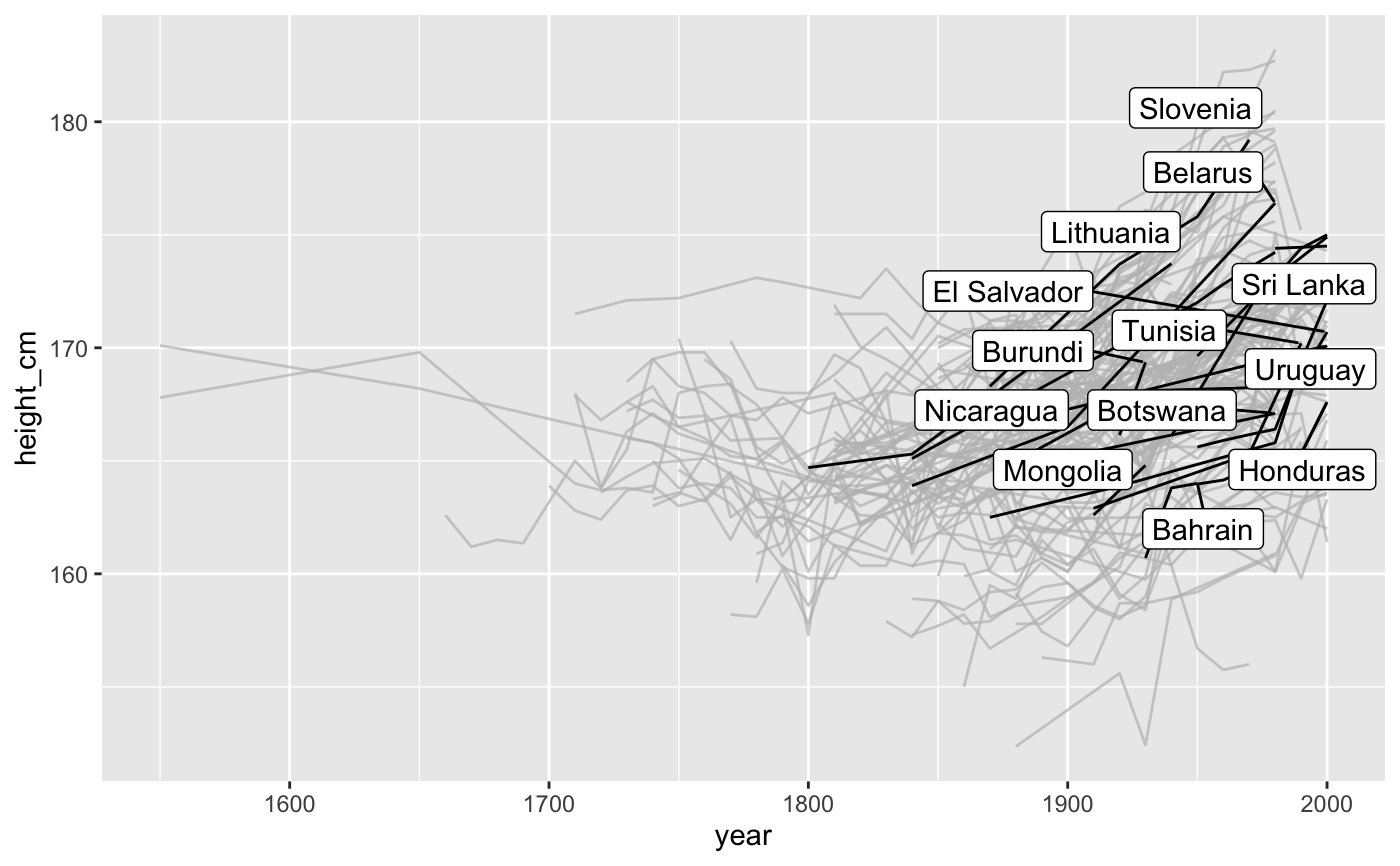 180
170
160
height_cm
Slovenia
Belarus
Lithuania
Sri Lanka
El Salvador
Tunisia
Burundi
Uruguay
Nicaragua
Botswana
Mongolia
Honduras
Bahrain
1600
1700
1800
1900
2000
year